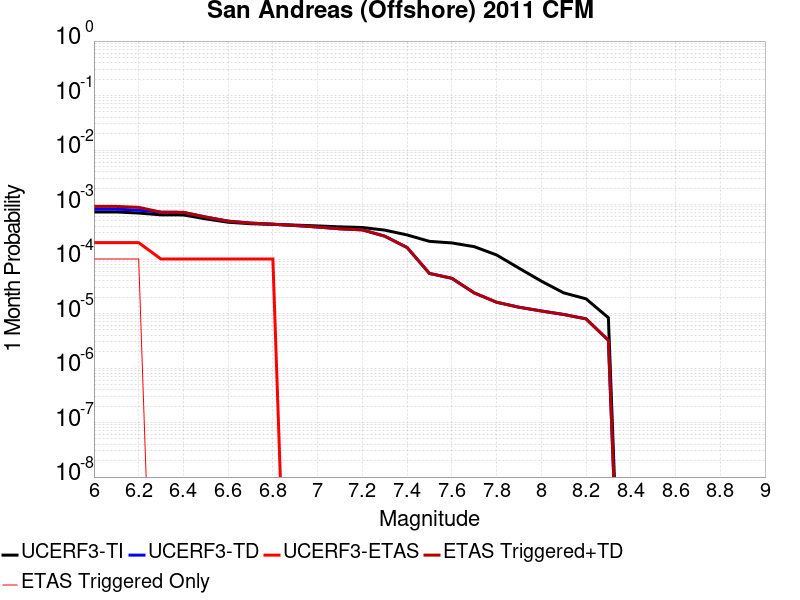 San Andreas (Offshore) 2011 CFM
10^0
10^-1
10^-2
10^-3
10^-4
10^-5
10^-6
10^-7
10^-8
1 Month Probability
6 6.2 6.4 6.6 6.8 7 7.2 7.4 7.6 7.8 8 8.2 8.4 8.6 8.8 9
Magnitude
UCERF3-TI UCERF3-TD UCERF3-ETAS ETAS Triggered+TD
ETAS Triggered Only